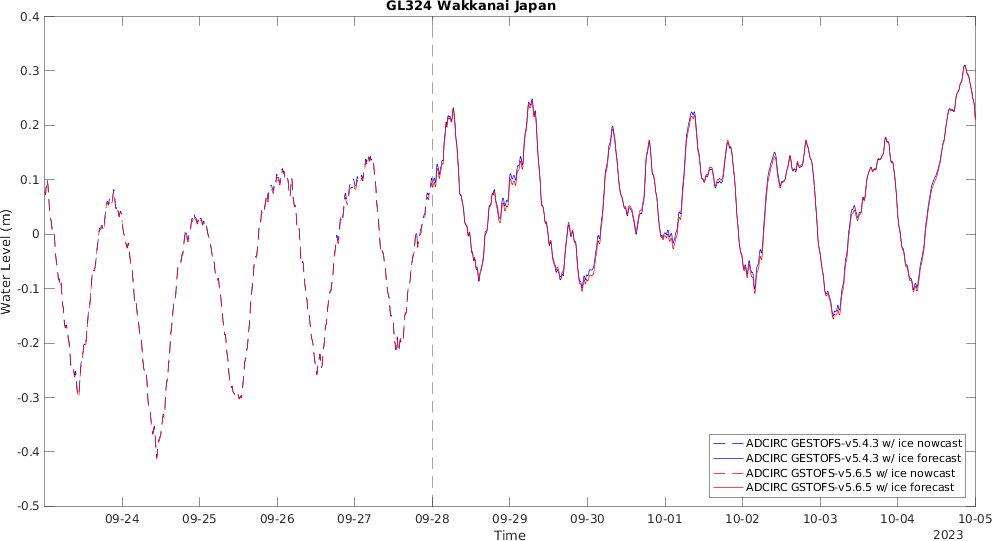 GL324 Wakkanai Japan
0.4
0.3
0.2
0.1
0
-0.1
-0.2
-0.3
-0.4
-0.5
Water Level (m)
09-24 09-25 09-26 09-27 09-28 09-29 09-30 10-01 10-02 10-03 10-04 10-05
Time
2023
ADCIRC GESTOFS-v5.4.3 w/ ice nowcast
ADCIRC GESTOFS-v5.4.3 w/ ice forecast
ADCIRC GSTOFS-v5.6.5 w/ ice nowcast
ADCIRC GSTOFS-v5.6.5 w/ ice forecast